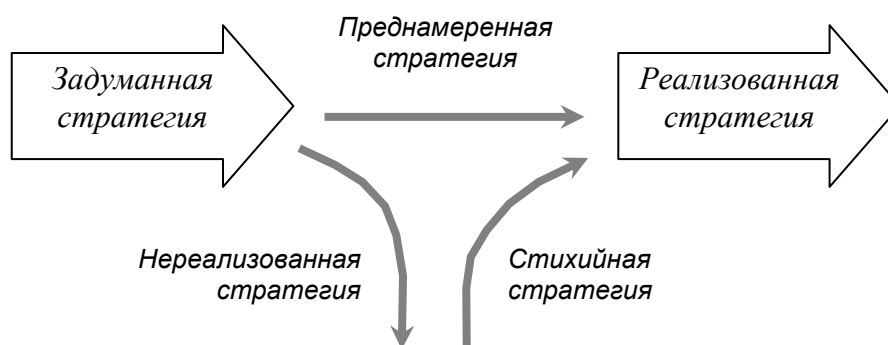 Преднамеренная
стратегия
Задуманная
стратегия
Реализованная
стратегия
Нереализованная
стратегия
Стихийная
стратегия